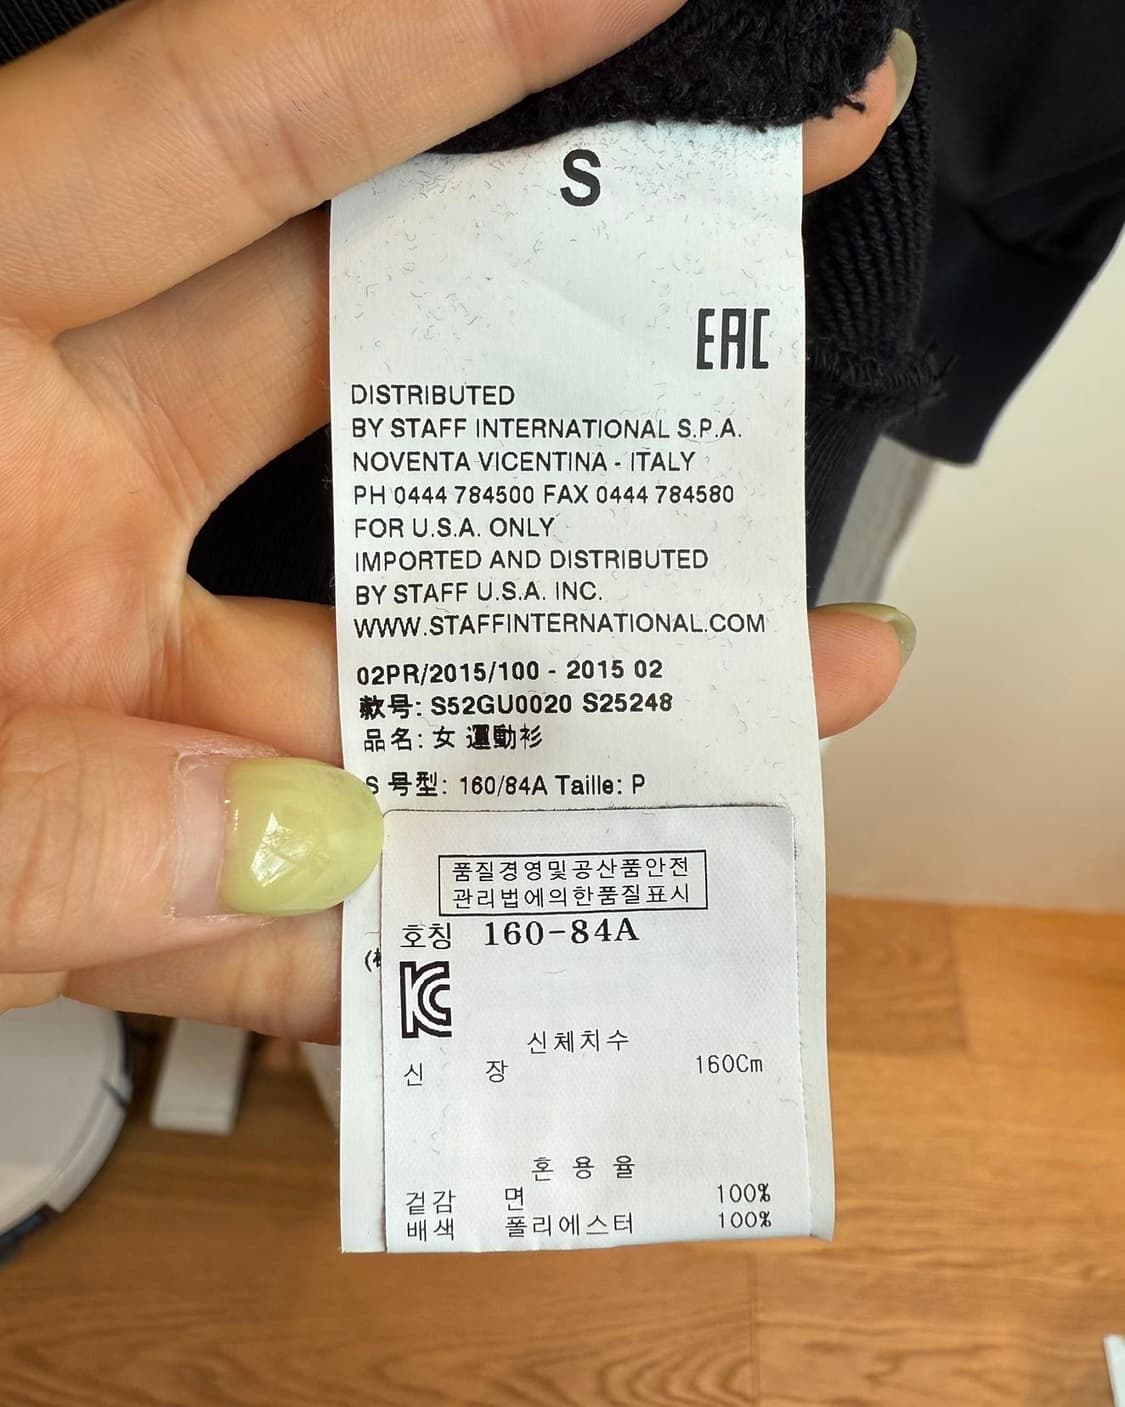 S
EAC
DISTRIBUTED
BY STAFF INTERNATIONAL S.P.A.
NOVENTA VICENTINA - ITALY
PH 0444 784500 FAX 0444 784580
FOR U.S.A. ONLY
IMPORTED AND DISTRIBUTED
BY STAFF U.S.A. INC.
WWW.STAFFINTERNATIONAL.COM
02PR/2015/100 - 2015 02
款号: S52GU0020 S25248
品名: 女 運動衫
S 号型: 160/84A Taille: P
품질경영및공산품안전
관리법에의한품질표시
호칭 160-84A
KC
신체치수
신 장 160Cm
혼 용 율
겉감 면 100%
배색 폴리에스터 100%